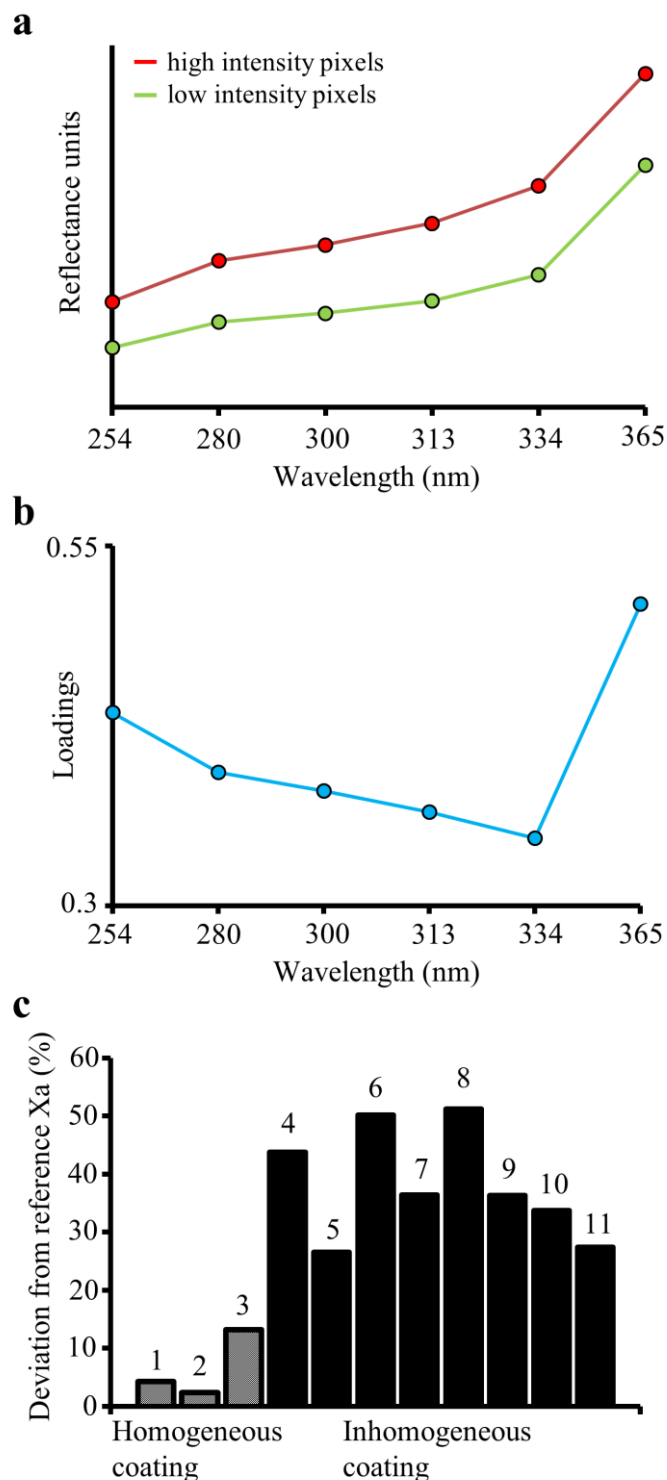 a
high intensity pixels
low intensity pixels
Reflectance units
254 280 300 313 334 365
Wavelength (nm)
b
0.55
Loadings
0.3
254 280 300 313 334 365
Wavelength (nm)
c
Deviation from reference Xa (%)
60
50
40
30
20
10
0
1 2 3 4 5 6 7 8 9 10 11
Homogeneous
coating
Inhomogeneous
coating